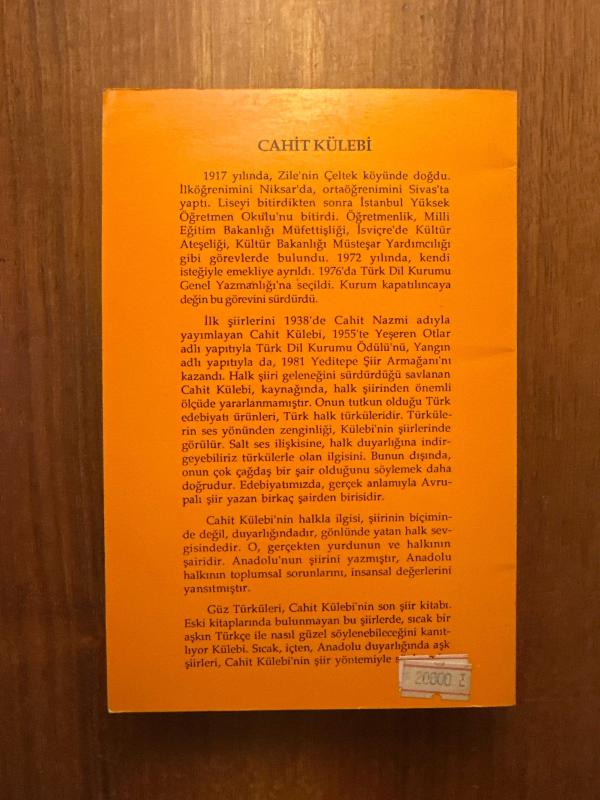 CAHİT KÜLEBİ
1917 yılında, Zile'nin Çeltek köyünde doğdu.
İlköğrenimini Niksar'da, ortaöğrenimini Sivas'ta
yaptı. Liseyi bitirdikten sonra İstanbul Yüksek
Öğretmen Okulu'nu bitirdi. Öğretmenlik, Milli
Eğitim Bakanlığı Müfettişliği, İsviçre'de Kültür
Ateşeliği, Kültür Bakanlığı Müsteşar Yardımcılığı
gibi görevlerde bulundu. 1972 yılında, kendi
isteğiyle emekliye ayrıldı. 1976'da Türk Dil Kurumu
Genel Yazmanlığı'na seçildi. Kurum kapatılıncaya
değin bu görevini sürdürdü.
İlk şiirlerini 1938'de Cahit Nazmi adıyla
yayımlayan Cahit Külebi, 1955'te Yeşeren Otlar
adlı yapıtıyla Türk Dil Kurumu Ödülü'nü, Yangın
adlı yapıtıyla da, 1981 Yeditepe Şiir Armağanı'nı
kazandı. Halk şiiri geleneğini sürdürdüğü savlanan
Cahit Külebi, kaynağında, halk şiirinden önemli
ölçüde yararlanmamıştır. Onun tutkun olduğu Türk
edebiyatı ürünleri, Türk halk türküleridir. Türküle-
rin ses yönünden zenginliği, Külebi'nin şiirlerinde
görülür. Salt ses ilişkisine, halk duyarlığına indir-
geyebiliriz türkülerle olan ilgisini. Bunun dışında,
onun çok çağdaş bir şair olduğunu söylemek daha
doğrudur. Edebiyatımızda, gerçek anlamıyla Avru-
palı şiir yazan birkaç şairden birisidir.
Cahit Külebi'nin halkla ilgisi, şiirinin biçimin-
de değil, duyarlığındadır, gönlünde yatan halk sev-
gisindedir. O, gerçekten yurdunun ve halkının
şairidir. Anadolu'nun şiirini yazmıştır, Anadolu
halkının toplumsal sorunlarını, insansal değerlerini
yansıtmıştır.
Güz Türküleri, Cahit Külebi'nin son şiir kitabı.
Eski kitaplarında bulunmayan bu şiirlerde, sıcak bir
aşkın Türkçe ile nasıl güzel söylenebileceğini kanıt-
lıyor Külebi. Sıcak, içten, Anadolu duyarlığında aşk
şiirleri, Cahit Külebi'nin şiir yöntemiyle
20000